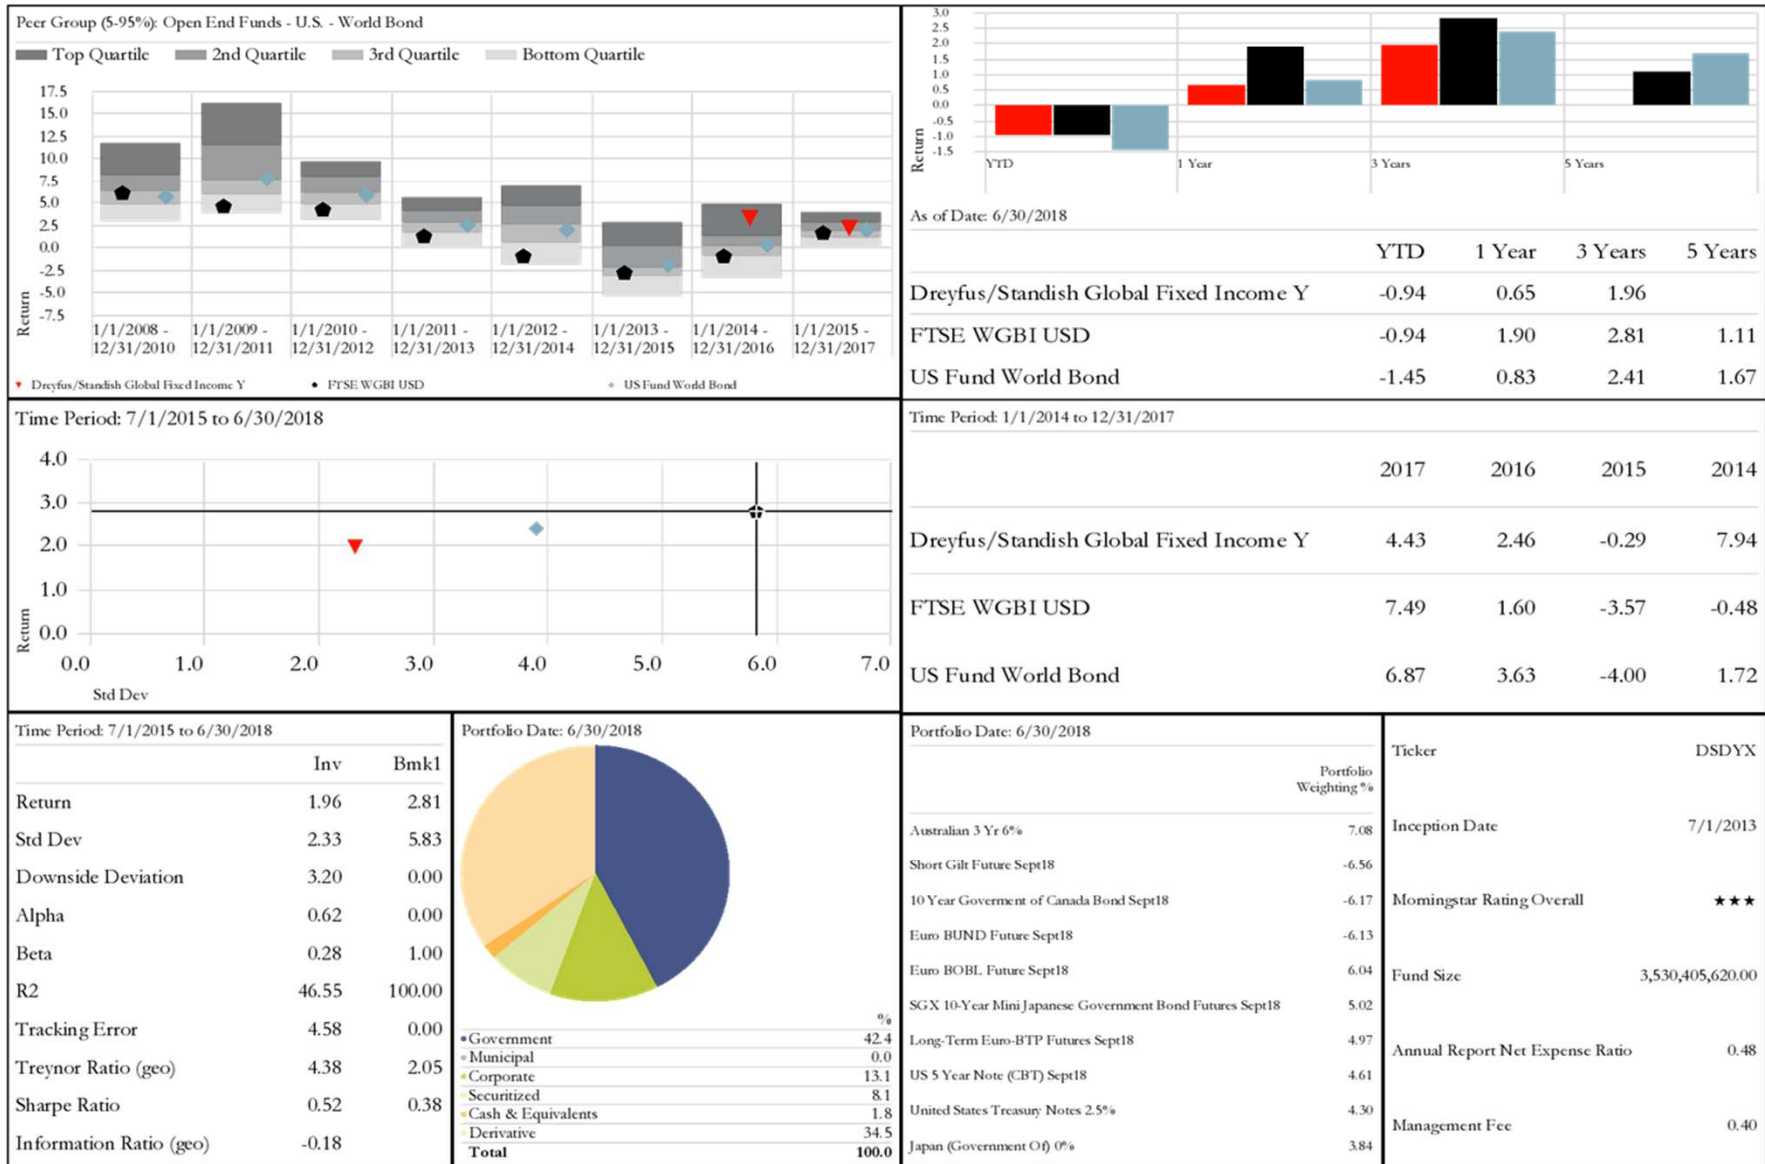 Peer Group (5-95%): Open End Funds - U.S. - World Bond
Top Quartile 2nd Quartile 3rd Quartile Bottom Quartile
17.5
15.0
12.5
10.0
7.5
5.0
2.5
0.0
-2.5
-5.0
-7.5
Return
1/1/2008 - 1/1/2009 - 1/1/2010 - 1/1/2011 - 1/1/2012 - 1/1/2013 - 1/1/2014 - 1/1/2015 -
12/31/2010 12/31/2011 12/31/2012 12/31/2013 12/31/2014 12/31/2015 12/31/2016 12/31/2017
Dreyfus/Standish Global Fixed Income Y FTSE WGBI USD US Fund World Bond
3.0
2.5
2.0
1.5
1.0
0.5
0.0
-0.5
-1.0
-1.5
Return
YTD 1 Year 3 Years 5 Years
As of Date: 6/30/2018
YTD 1 Year 3 Years 5 Years
Dreyfus/Standish Global Fixed Income Y -0.94 0.65 1.96
FTSE WGBI USD -0.94 1.90 2.81 1.11
US Fund World Bond -1.45 0.83 2.41 1.67
Time Period: 7/1/2015 to 6/30/2018
4.0
3.0
2.0
1.0
0.0
Return
0.0 1.0 2.0 3.0 4.0 5.0 6.0 7.0
Std Dev
Time Period: 1/1/2014 to 12/31/2017
2017 2016 2015 2014
Dreyfus/Standish Global Fixed Income Y 4.43 2.46 -0.29 7.94
FTSE WGBI USD 7.49 1.60 -3.57 -0.48
US Fund World Bond 6.87 3.63 -4.00 1.72
Time Period: 7/1/2015 to 6/30/2018
Inv Bmk1
Return 1.96 2.81
Std Dev 2.33 5.83
Downside Deviation 3.20 0.00
Alpha 0.62 0.00
Beta 0.28 1.00
R2 46.55 100.00
Tracking Error 4.58 0.00
Treynor Ratio (geo) 4.38 2.05
Sharpe Ratio 0.52 0.38
Information Ratio (geo) -0.18
Portfolio Date: 6/30/2018
%
Government 42.4
Municipal 0.0
Corporate 13.1
Securitized 8.1
Cash & Equivalents 1.8
Derivative 34.5
Total 100.0
Portfolio Date: 6/30/2018
Portfolio
Weighting %
Australian 3 Yr 6% 7.08
Short Gilt Future Sept18 -6.56
10 Year Goverment of Canada Bond Sept18 -6.17
Euro BUND Future Sept18 -6.13
Euro BOBL Future Sept18 6.04
SGX 10-Year Mini Japanese Government Bond Futures Sept18 5.02
Long-Term Euro-BTP Futures Sept18 4.97
US 5 Year Note (CBT) Sept18 4.61
United States Treasury Notes 2.5% 4.30
Japan (Government Of) 0% 3.84
Ticker DSDYX
Inception Date 7/1/2013
Morningstar Rating Overall ★★★
Fund Size 3,530,405,620.00
Annual Report Net Expense Ratio 0.48
Management Fee 0.40